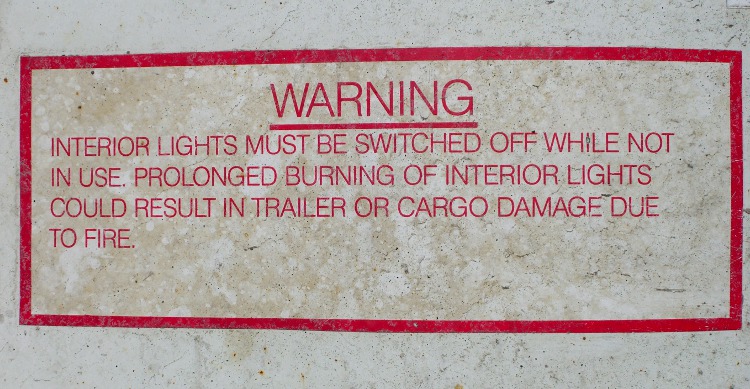 WARNING
INTERIOR LIGHTS MUST BE SWITCHED OFF WHILE NOT
IN USE. PROLONGED BURNING OF INTERIOR LIGHTS
COULD RESULT IN TRAILER OR CARGO DAMAGE DUE
TO FIRE.